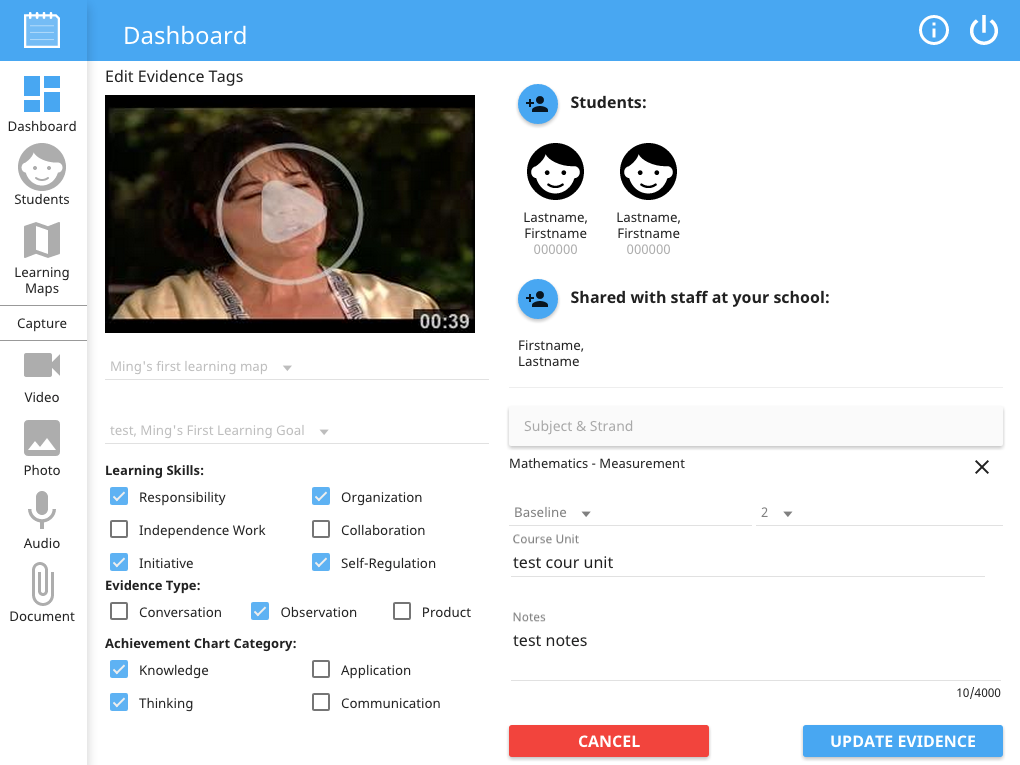 Dashboard
Dashboard
Students
Learning
Maps
Capture
Video
Photo
Audio
Document
Edit Evidence Tags
00:39
Ming's first learning map
test, Ming's First Learning Goal
Learning Skills:
Responsibility Organization
Independence Work Collaboration
Initiative Self-Regulation
Evidence Type:
Conversation Observation Product
Achievement Chart Category:
Knowledge Application
Thinking Communication
Students:
Lastname, Lastname,
Firstname Firstname
000000 000000
Shared with staff at your school:
Firstname,
Lastname
Subject & Strand
Mathematics - Measurement
Baseline 2
Course Unit
test cour unit
Notes
test notes
10/4000
CANCEL UPDATE EVIDENCE